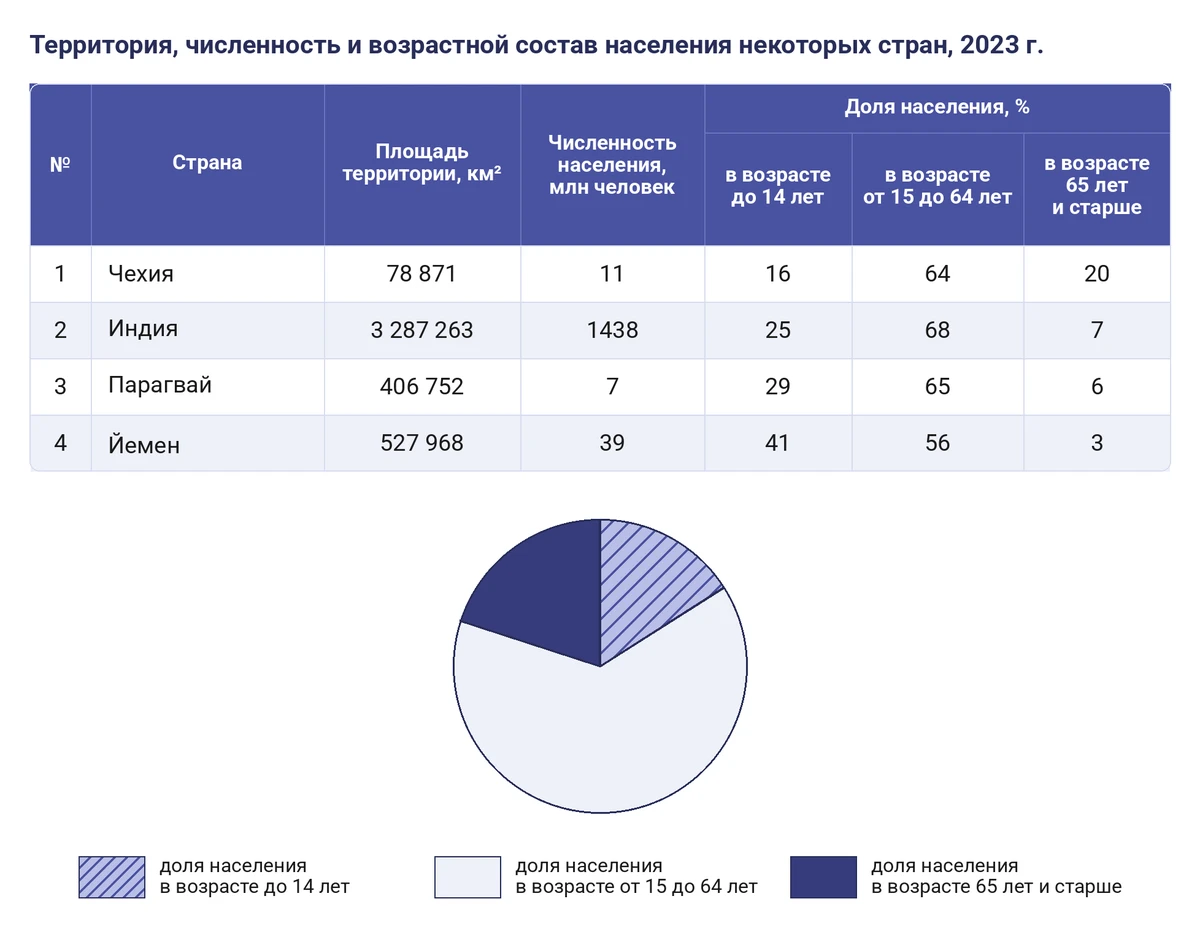 Территория, численность и возрастной состав населения некоторых стран, 2023 г.
№
Страна
Площадь
территории, км²
Численность
населения,
млн человек
Доля населения, %
в возрасте
до 14 лет
в возрасте
от 15 до 64 лет
в возрасте
65 лет
и старше
1 Чехия 78 871 11 16 64 20
2 Индия 3 287 263 1438 25 68 7
3 Парагвай 406 752 7 29 65 6
4 Йемен 527 968 39 41 56 3
доля населения
в возрасте до 14 лет
доля населения
в возрасте от 15 до 64 лет
доля населения
в возрасте 65 лет и старше